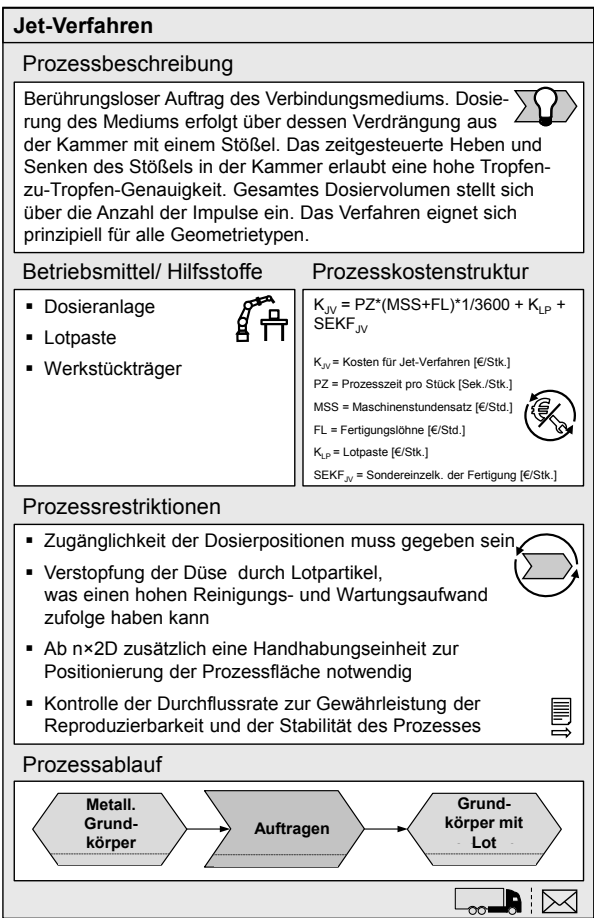 Jet-Verfahren
Prozessbeschreibung
Berührungsloser Auftrag des Verbindungsmediums. Dosie-
rung des Mediums erfolgt über dessen Verdrängung aus
der Kammer mit einem Stößel. Das zeitgesteuerte Heben und
Senken des Stößels in der Kammer erlaubt eine hohe Tropfen-
zu-Tropfen-Genauigkeit. Gesamtes Dosiervolumen stellt sich
über die Anzahl der Impulse ein. Das Verfahren eignet sich
prinzipiell für alle Geometrietypen.
Betriebsmittel/ Hilfsstoffe
▪ Dosieranlage
▪ Lotpaste
▪ Werkstückträger
Prozesskostenstruktur
K_JV = PZ*(MSS+FL)*1/3600 + K_LP +
SEKF_JV
K_JV = Kosten für Jet-Verfahren [€/Stk.]
PZ = Prozesszeit pro Stück [Sek./Stk.]
MSS = Maschinenstundensatz [€/Std.]
FL = Fertigungslöhne [€/Std.]
K_LP = Lotpaste [€/Stk.]
SEKF_JV = Sondereinzelk. der Fertigung [€/Stk.]
Prozessrestriktionen
▪ Zugänglichkeit der Dosierpositionen muss gegeben sein
▪ Verstopfung der Düse durch Lotpartikel,
was einen hohen Reinigungs- und Wartungsaufwand
zufolge haben kann
▪ Ab n×2D zusätzlich eine Handhabungseinheit zur
Positionierung der Prozessfläche notwendig
▪ Kontrolle der Durchflussrate zur Gewährleistung der
Reproduzierbarkeit und der Stabilität des Prozesses
Prozessablauf
Metall.
Grund-
körper
Auftragen
Grund-
körper mit
Lot